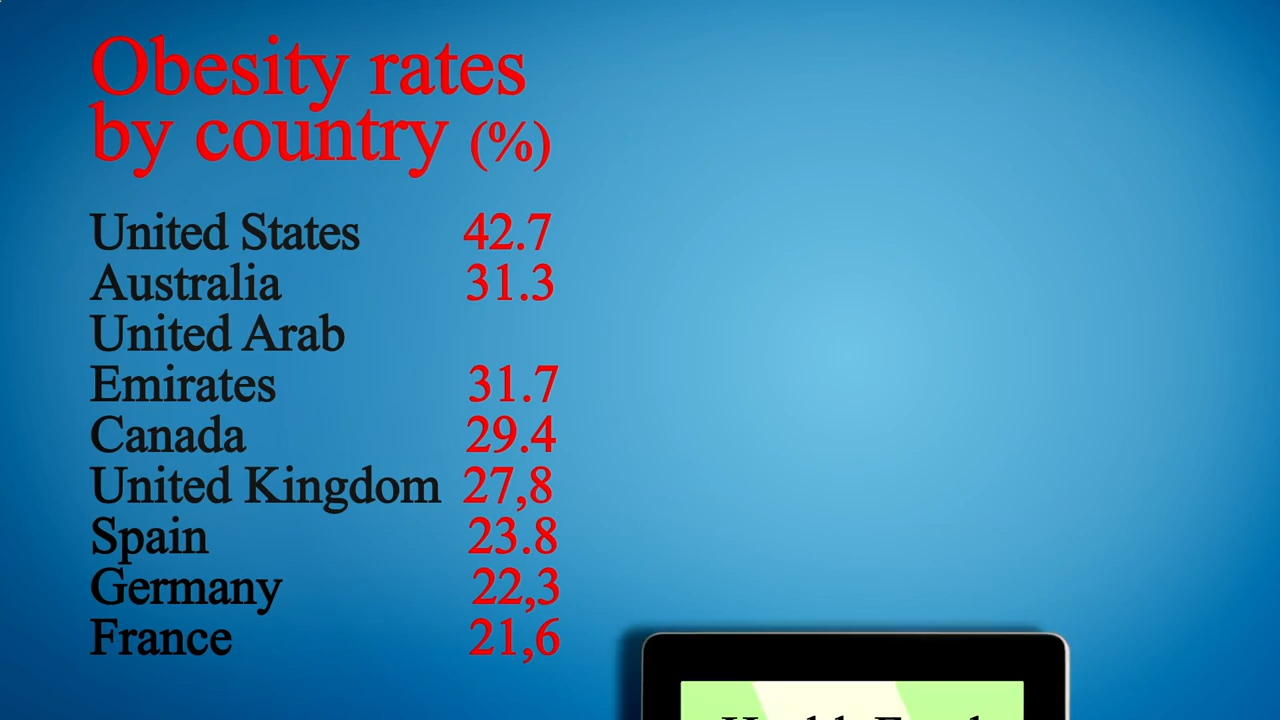 Obesity rates
by country (%)
United States 42.7
Australia 31.3
United Arab
Emirates 31.7
Canada 29.4
United Kingdom 27,8
Spain 23.8
Germany 22,3
France 21,6